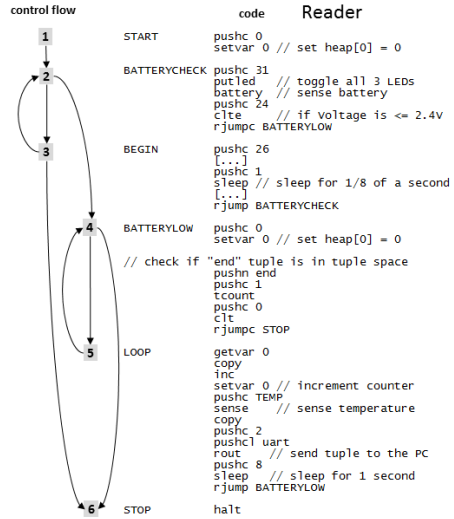 control flow code Reader
1 START pushc 0
setvar 0 // set heap[0] = 0
2 BATTERYCHECK pushc 31
putled // toggle all 3 LEDs
battery // sense battery
pushc 24
clte // if Voltage is <= 2.4V
rjumpc BATTERYLOW
3 BEGIN pushc 26
[...]
pushc 1
sleep // sleep for 1/8 of a second
[...]
rjump BATTERYCHECK
4 BATTERYLOW pushc 0
setvar 0 // set heap[0] = 0
// check if "end" tuple is in tuple space
pushn end
pushc 1
tcount
pushc 0
clt
rjumpc STOP
5 LOOP getvar 0
copy
inc
setvar 0 // increment counter
pushc TEMP
sense // sense temperature
copy
pushc 2
pushcl uart
rout // send tuple to the PC
pushc 8
sleep // sleep for 1 second
rjump BATTERYLOW
6 STOP halt